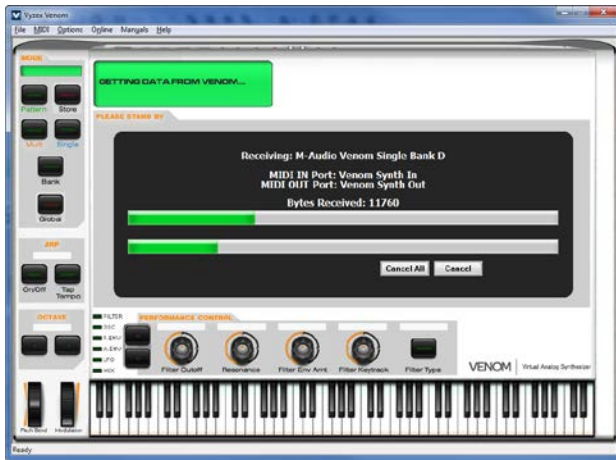 Vyzex Venom
File MIDI Options Online Manuals Help
MODE
Pattern Store
Multi Single
Bank
Global
ARP
On/Off Tap Tempo
OCTAVE
Pitch Bend Modulation
GETTING DATA FROM VENOM...
PLEASE STAND BY
Receiving: M-Audio Venom Single Bank D
MIDI IN Port: Venom Synth In
MIDI OUT Port: Venom Synth Out
Bytes Received: 11760
Cancel All Cancel
FILTER
OSC
F.ENV
A.ENV
LFO
MIX
PERFORMANCE CONTROL
Filter Cutoff Resonance Filter Env Amt. Filter Keytrack Filter Type
VENOM Virtual Analog Synthesizer
Ready